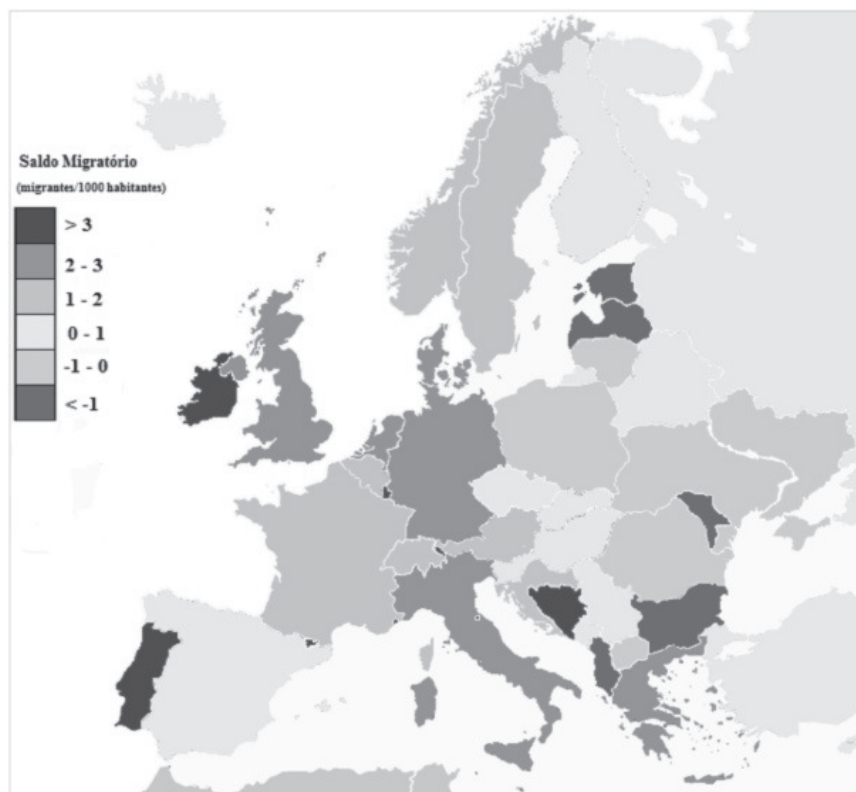 Saldo Migratório
(migrantes/1000 habitantes)
> 3
2 - 3
1 - 2
0 - 1
-1 - 0
< -1